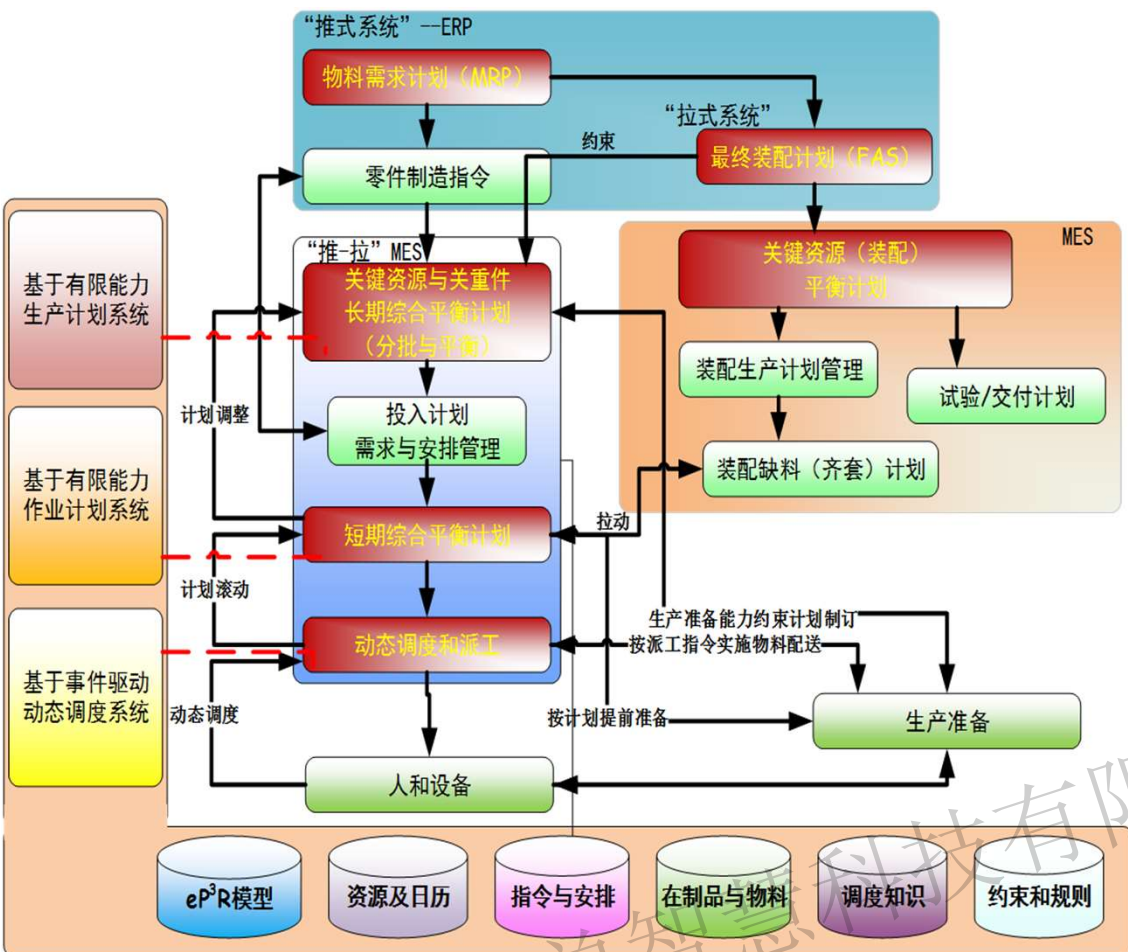 “推式系统”--ERP
物料需求计划（MRP）
“拉式系统”
约束
最终装配计划（FAS）
零件制造指令
“推-拉”MES
MES
关键资源与关重件
长期综合平衡计划
（分批与平衡）
关键资源（装配）
平衡计划
基于有限能力
生产计划系统
装配生产计划管理
试验/交付计划
计划调整
投入计划
需求与安排管理
装配缺料（齐套）计划
基于有限能力
作业计划系统
短期综合平衡计划
拉动
计划滚动
生产准备能力约束计划制订
动态调度和派工
按派工指令实施物料配送
基于事件驱动
动态调度系统
动态调度
按计划提前准备
生产准备
人和设备
eP³R模型
资源及日历
指令与安排
在制品与物料
调度知识
约束和规则
智慧科技有限